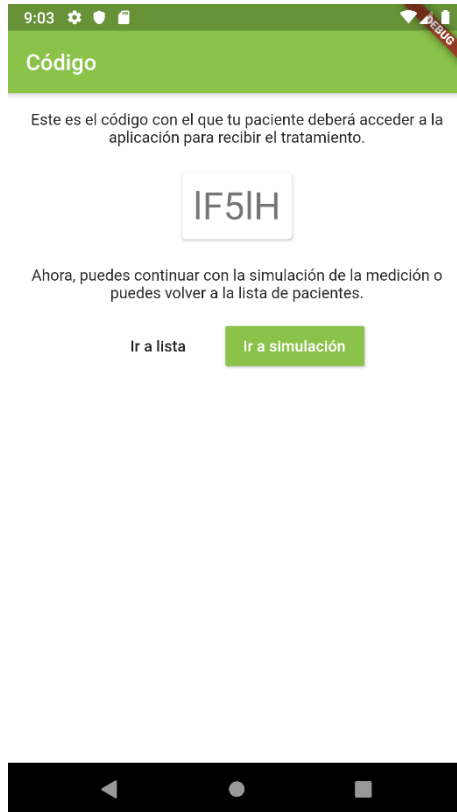 9:03
DEBUG
Código
Este es el código con el que tu paciente deberá acceder a la
aplicación para recibir el tratamiento.
lF5lH
Ahora, puedes continuar con la simulación de la medición o
puedes volver a la lista de pacientes.
Ir a lista
Ir a simulación